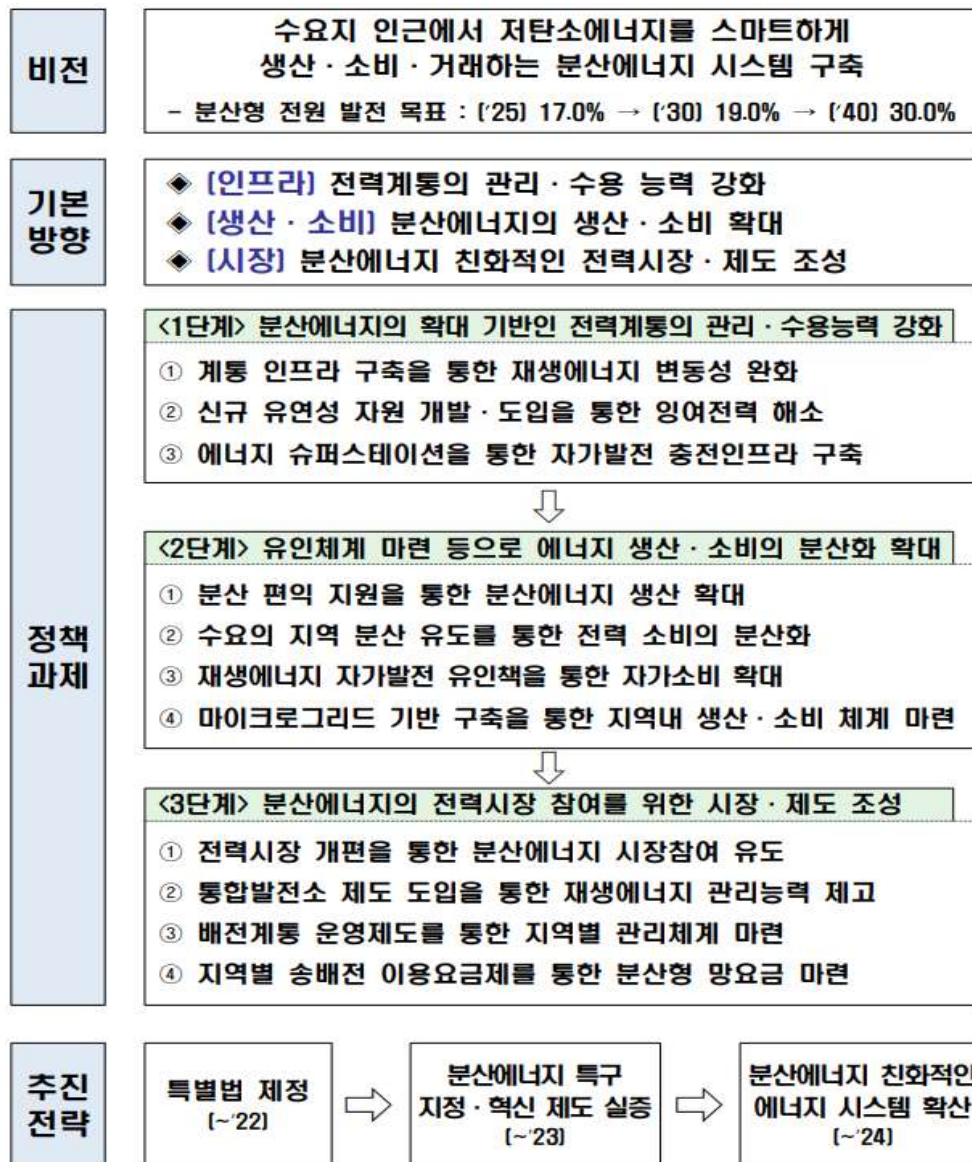 비전
수요지 인근에서 저탄소에너지를 스마트하게
생산·소비·거래하는 분산에너지 시스템 구축
- 분산형 전원 발전 목표 : ('25) 17.0% → ('30) 19.0% → ('40) 30.0%
기본
방향
◈ [인프라] 전력계통의 관리·수용 능력 강화
◈ [생산·소비] 분산에너지의 생산·소비 확대
◈ [시장] 분산에너지 친화적인 전력시장·제도 조성
정책
과제
<1단계> 분산에너지의 확대 기반인 전력계통의 관리·수용능력 강화
① 계통 인프라 구축을 통한 재생에너지 변동성 완화
② 신규 유연성 자원 개발·도입을 통한 잉여전력 해소
③ 에너지 슈퍼스테이션을 통한 자가발전 충전인프라 구축
<2단계> 유인체계 마련 등으로 에너지 생산·소비의 분산화 확대
① 분산 편익 지원을 통한 분산에너지 생산 확대
② 수요의 지역 분산 유도를 통한 전력 소비의 분산화
③ 재생에너지 자가발전 유인책을 통한 자가소비 확대
④ 마이크로그리드 기반 구축을 통한 지역내 생산·소비 체계 마련
<3단계> 분산에너지의 전력시장 참여를 위한 시장·제도 조성
① 전력시장 개편을 통한 분산에너지 시장참여 유도
② 통합발전소 제도 도입을 통한 재생에너지 관리능력 제고
③ 배전계통 운영제도를 통한 지역별 관리체계 마련
④ 지역별 송배전 이용요금제를 통한 분산형 망요금 마련
추진
전략
특별법 제정
(~'22)
분산에너지 특구
지정·혁신 제도 실증
(~'23)
분산에너지 친화적인
에너지 시스템 확산
(~'24)